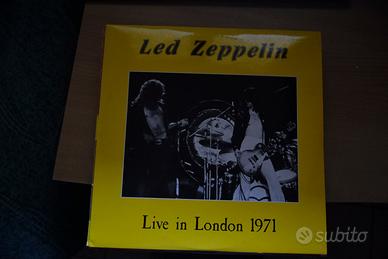 Led Zeppelin
Live in London 1971
subito